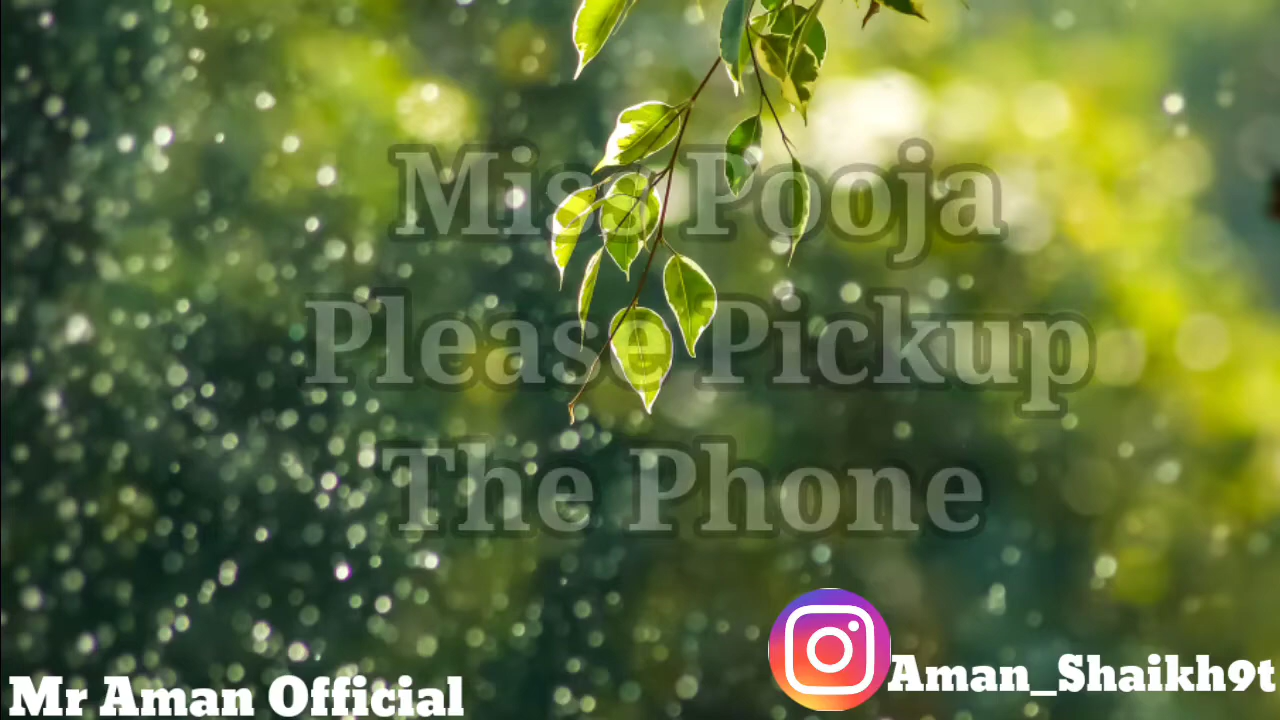 Miss Pooja
Please Pickup
The Phone
Mr Aman Official
Aman_Shaikh9t